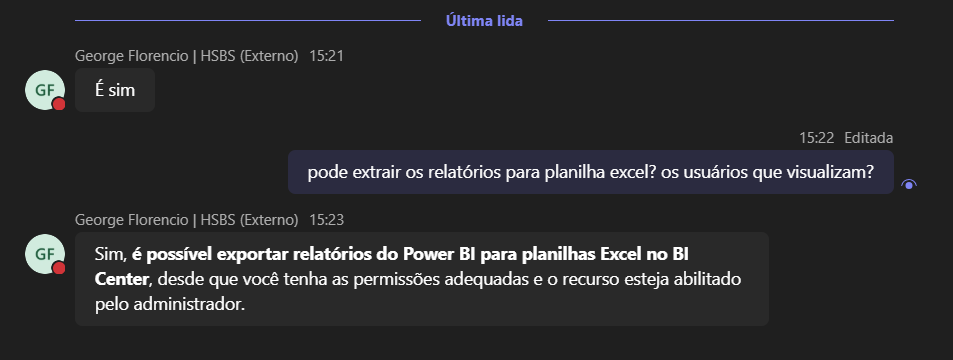 Última lida
George Florencio | HSBS (Externo) 15:21
GF
É sim
15:22 Editada
pode extrair os relatórios para planilha excel? os usuários que visualizam?
George Florencio | HSBS (Externo) 15:23
GF
Sim, é possível exportar relatórios do Power BI para planilhas Excel no BI
Center, desde que você tenha as permissões adequadas e o recurso esteja abilitado
pelo administrador.